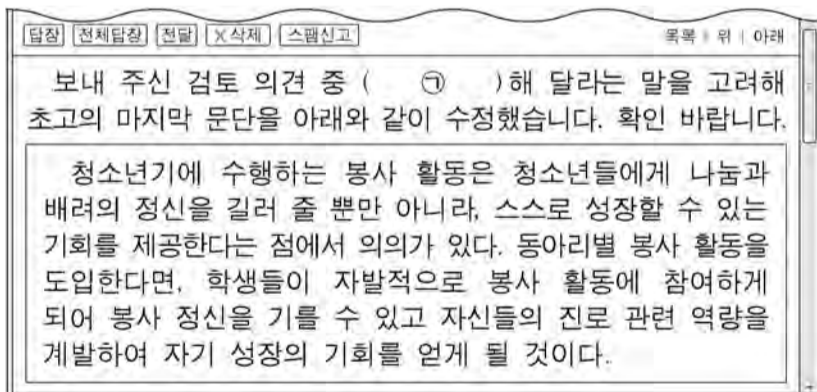 답장 전체답장 전달 ✕삭제 스팸신고 목록 | 위 | 아래
보내 주신 검토 의견 중 ( ㉠ )해 달라는 말을 고려해
초고의 마지막 문단을 아래와 같이 수정했습니다. 확인 바랍니다.
청소년기에 수행하는 봉사 활동은 청소년들에게 나눔과
배려의 정신을 길러 줄 뿐만 아니라, 스스로 성장할 수 있는
기회를 제공한다는 점에서 의의가 있다. 동아리별 봉사 활동을
도입한다면, 학생들이 자발적으로 봉사 활동에 참여하게
되어 봉사 정신을 기를 수 있고 자신들의 진로 관련 역량을
계발하여 자기 성장의 기회를 얻게 될 것이다.